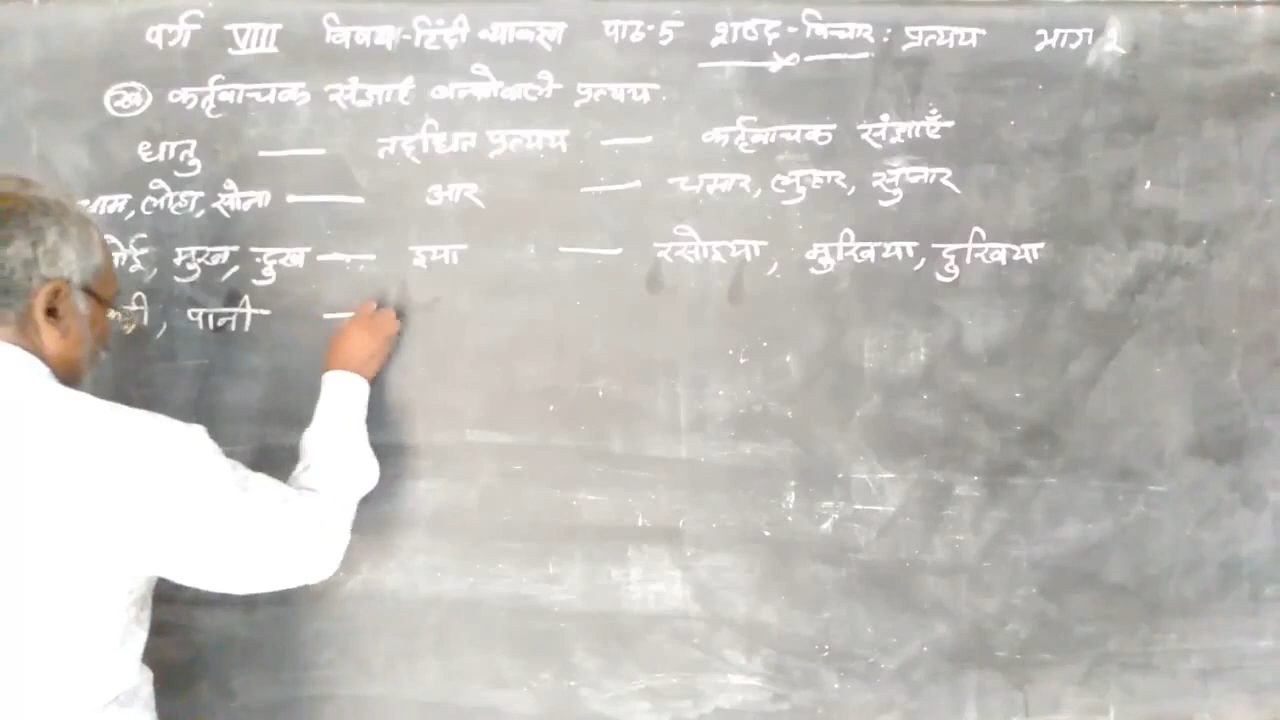 वर्ग VIII विषय-हिंदी व्याकरण पाठ-5 शब्द-विचार: प्रत्यय भाग 2
(ख) कर्तृवाचक संज्ञाएँ बनानेवाले प्रत्यय
धातु — तद्धित प्रत्यय — कर्तृवाचक संज्ञाएँ
लोहा, सोना — आर — चमार, लुहार, सुनार
मुख, दुख — इया — रसोइया, मुखिया, दुखिया
पानी —